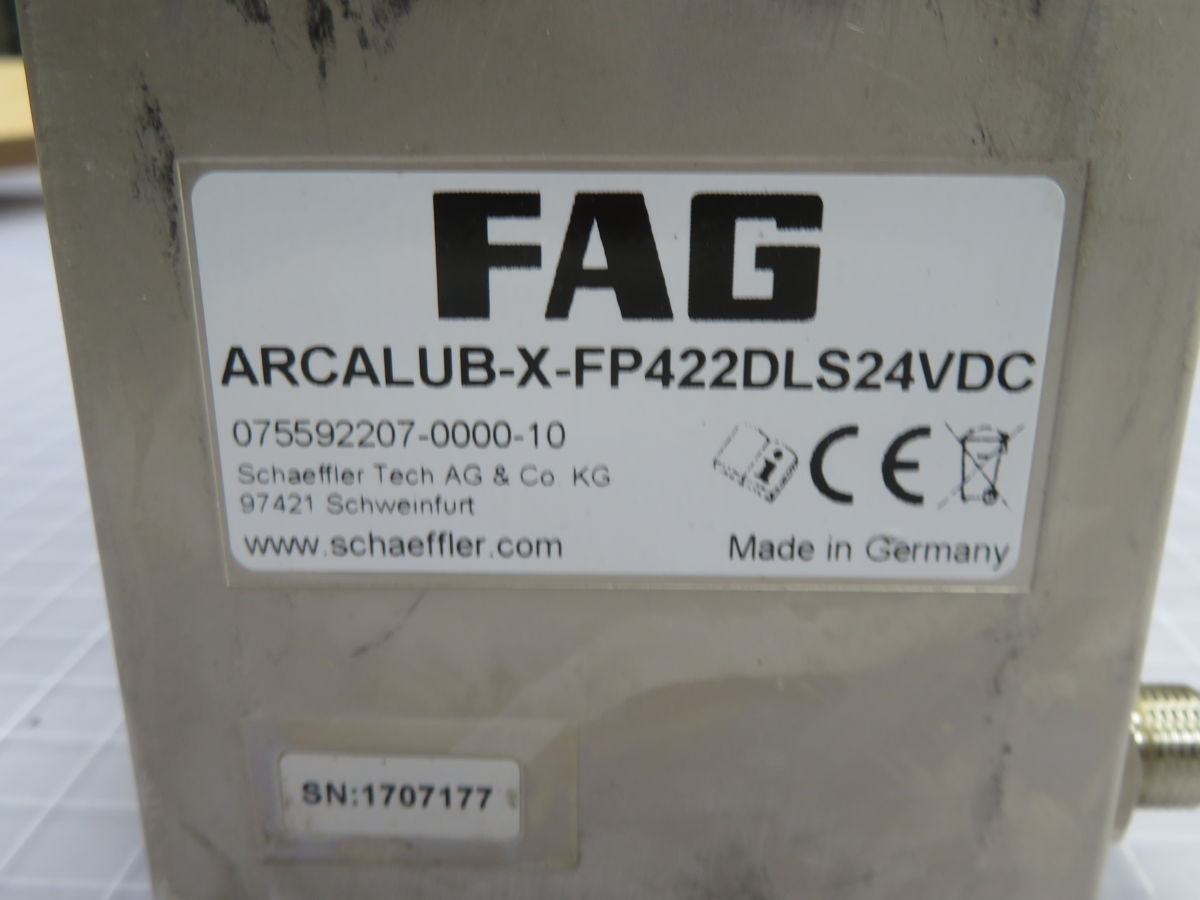 FAG
ARCALUB-X-FP422DLS24VDC
075592207-0000-10
Schaeffler Tech AG & Co KG
97421 Schweinfurt
www.schaeffler.com
CE
Made in Germany
SN:1707177